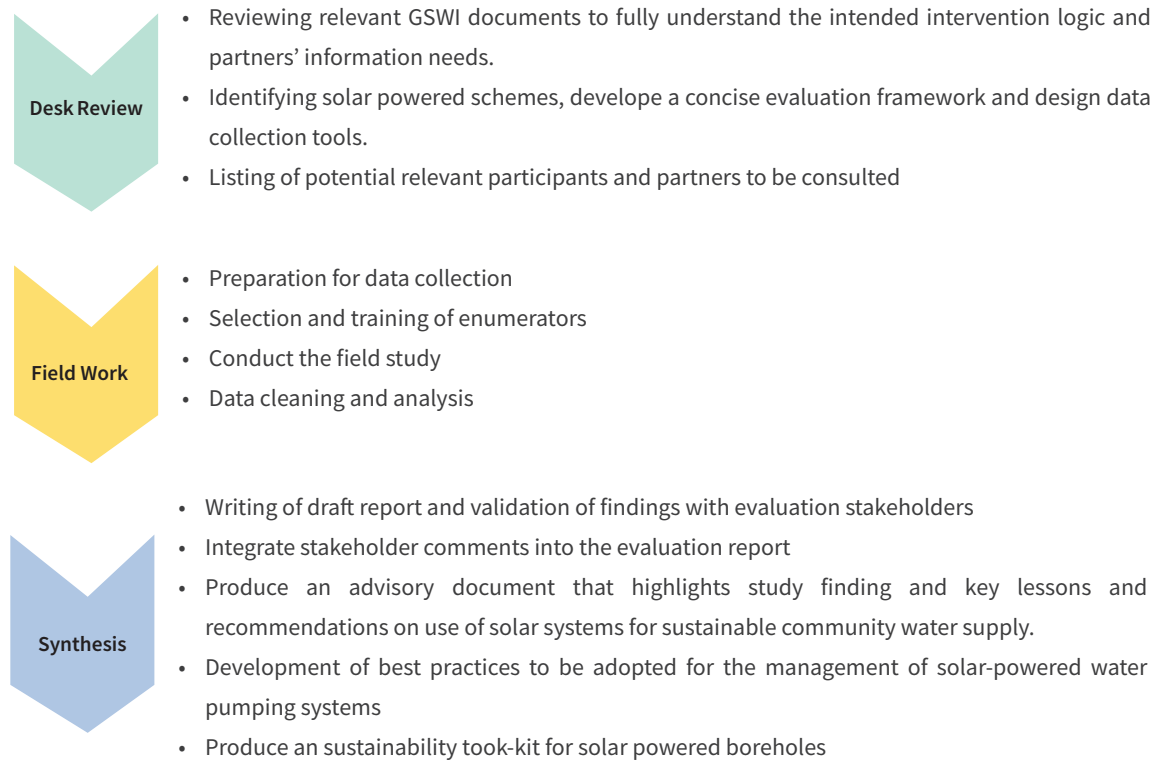 • Reviewing relevant GSWI documents to fully understand the intended intervention logic and
partners’ information needs.
Desk Review
• Identifying solar powered schemes, develope a concise evaluation framework and design data
collection tools.
• Listing of potential relevant participants and partners to be consulted
• Preparation for data collection
• Selection and training of enumerators
Field Work
• Conduct the field study
• Data cleaning and analysis
• Writing of draft report and validation of findings with evaluation stakeholders
• Integrate stakeholder comments into the evaluation report
• Produce an advisory document that highlights study finding and key lessons and
recommendations on use of solar systems for sustainable community water supply.
Synthesis
• Development of best practices to be adopted for the management of solar-powered water
pumping systems
• Produce an sustainability took-kit for solar powered boreholes